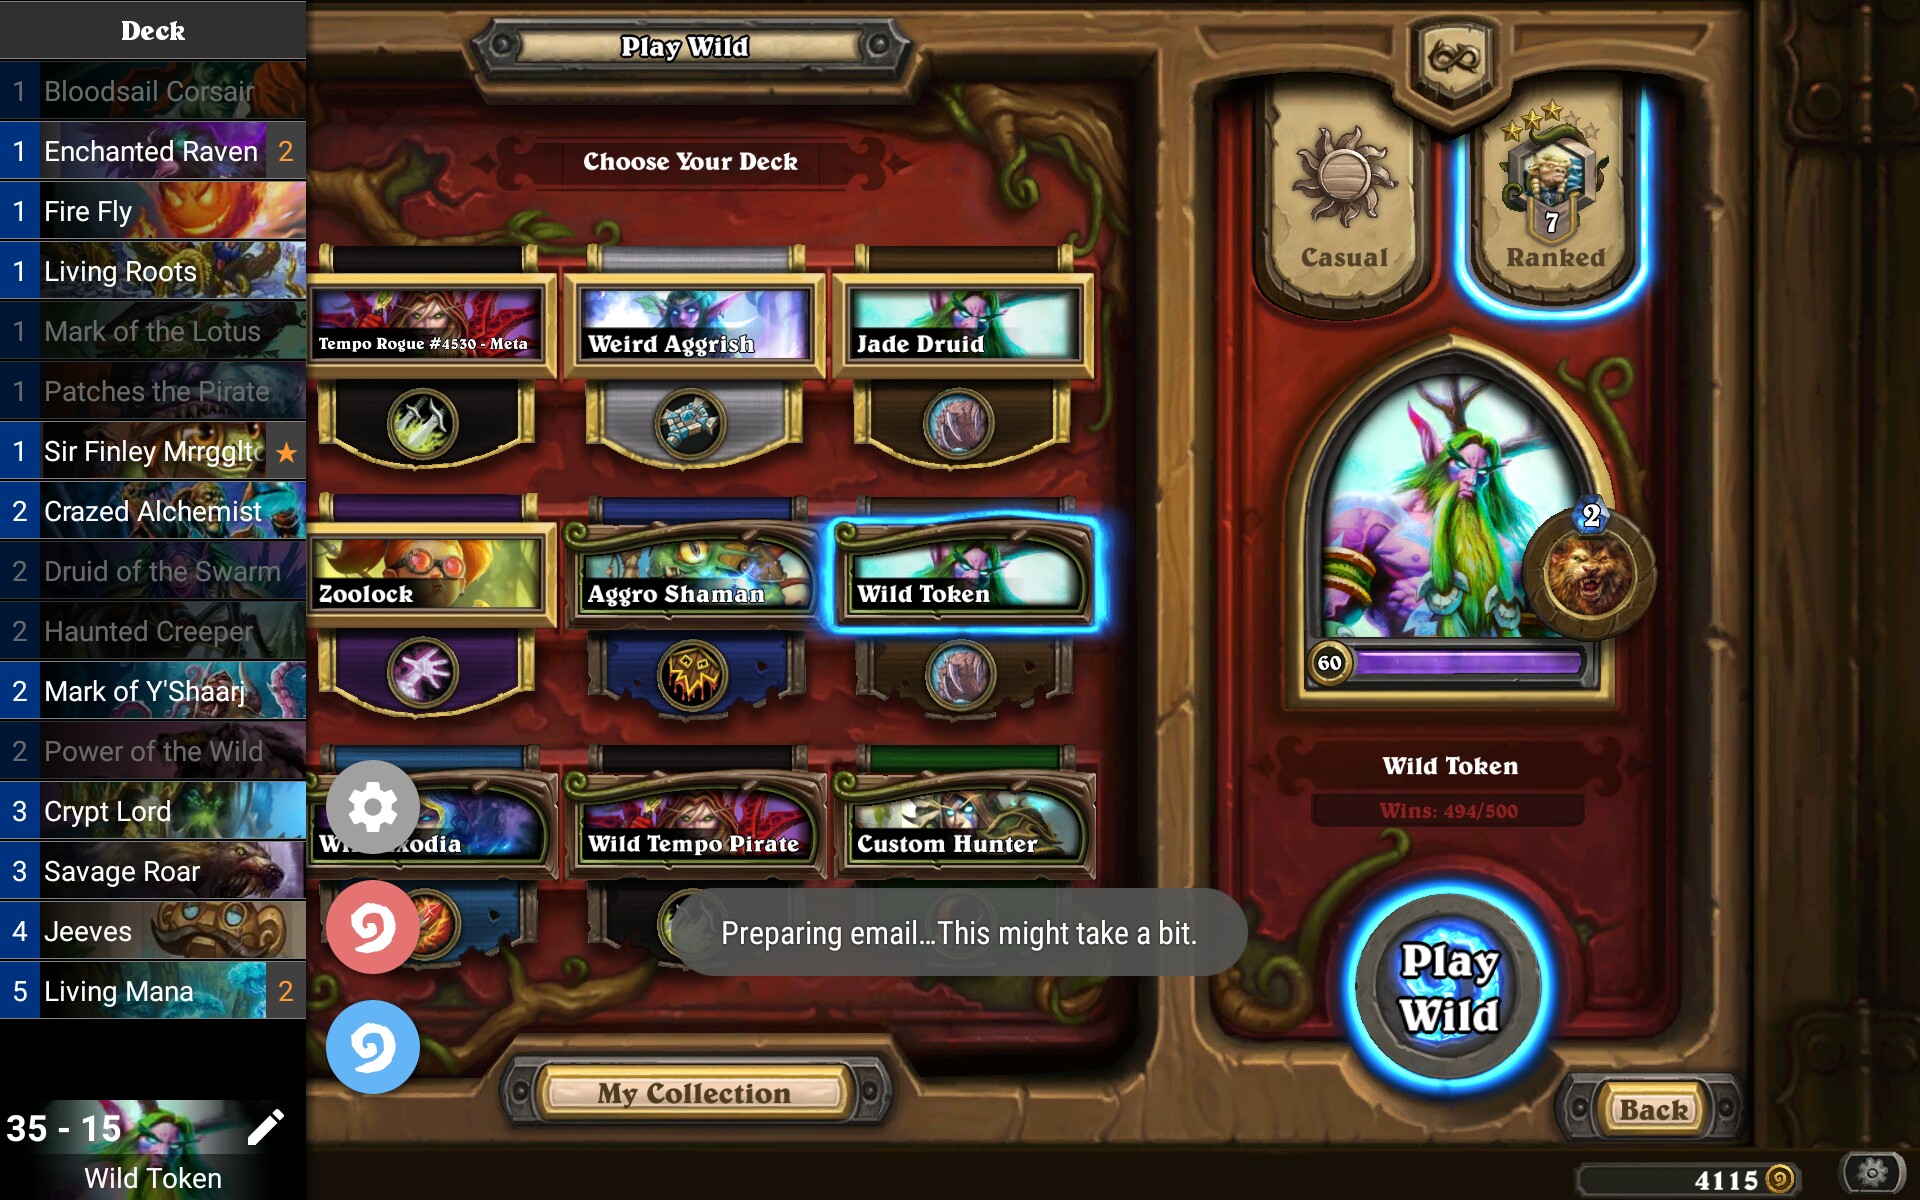 Deck
1 Bloodsail Corsair
1 Enchanted Raven 2
1 Fire Fly
1 Living Roots
1 Mark of the Lotus
1 Patches the Pirate
1 Sir Finley Mrrgglt
2 Crazed Alchemist
2 Druid of the Swarm
2 Haunted Creeper
2 Mark of Y'Shaarj
2 Power of the Wild
3 Crypt Lord
3 Savage Roar
4 Jeeves
5 Living Mana 2
35 - 15
Wild Token
Play Wild
Choose Your Deck
Tempo Rogue #4530 - Meta
Weird Aggrish
Jade Druid
Zoolock
Aggro Shaman
Wild Token
Wild Tempo Pirate
Custom Hunter
Preparing email...This might take a bit.
My Collection
Casual
7
Ranked
2
60
Wild Token
Wins: 494/500
Play
Wild
Back
4115